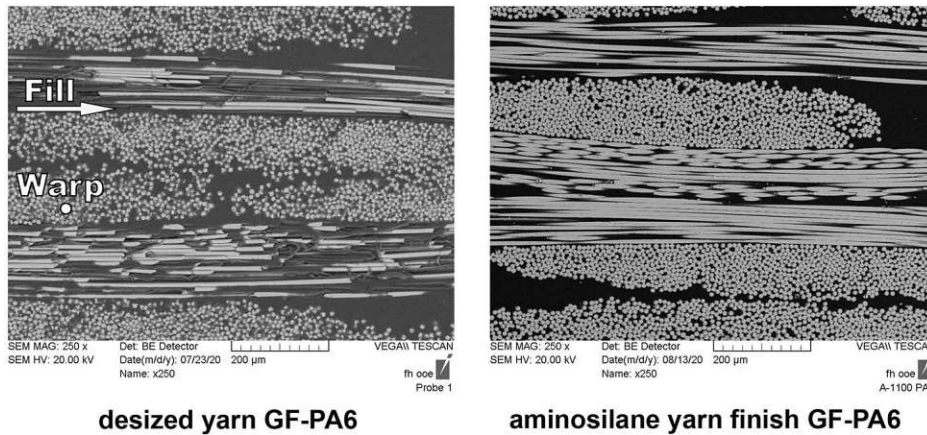 Fill
Warp
SEM MAG: 250 x Det: BE Detector VEGA\\ TESCAN
SEM HV: 20.00 kV Date(m/d/y): 07/23/20 200 µm
Name: x250 fh ooe
Probe 1
SEM MAG: 250 x Det: BE Detector VEGA\\ TESCAN
SEM HV: 20.00 kV Date(m/d/y): 08/13/20 200 µm
Name: x250 fh ooe
A-1100 PA
desized yarn GF-PA6
aminosilane yarn finish GF-PA6